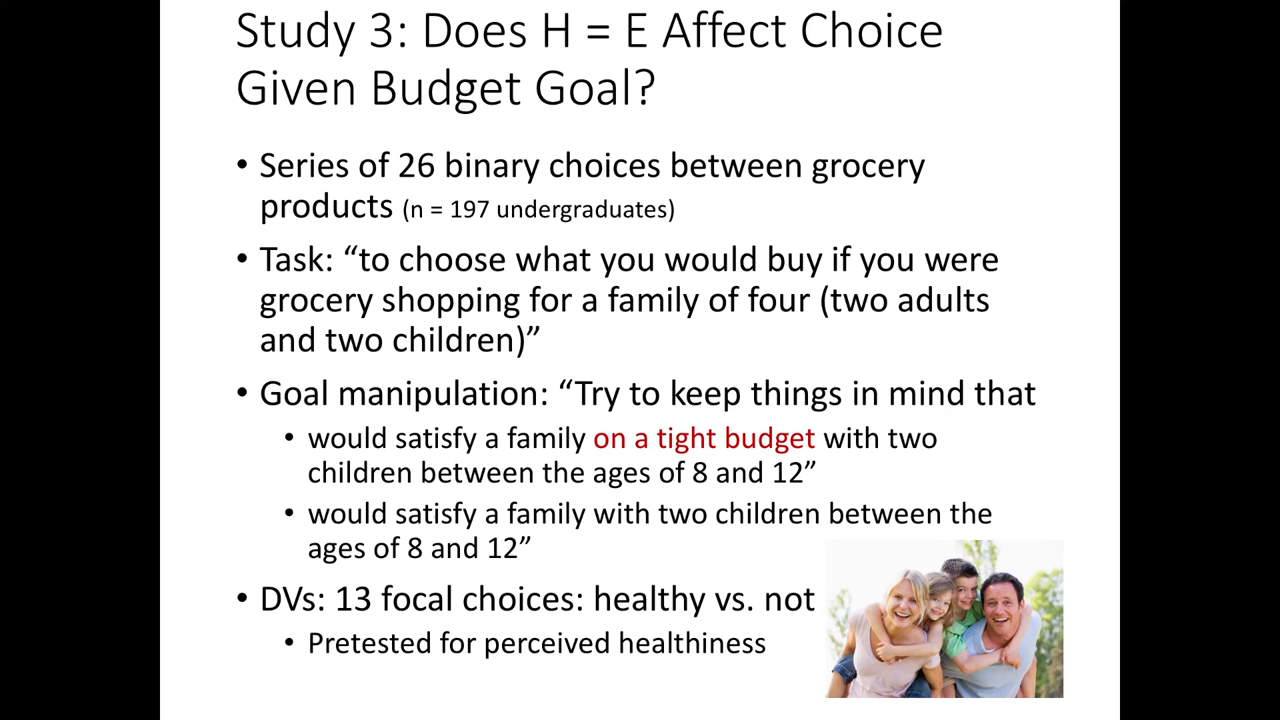 Study 3: Does H = E Affect Choice
Given Budget Goal?
• Series of 26 binary choices between grocery
products (n = 197 undergraduates)
• Task: “to choose what you would buy if you were
grocery shopping for a family of four (two adults
and two children)”
• Goal manipulation: “Try to keep things in mind that
• would satisfy a family on a tight budget with two
children between the ages of 8 and 12”
• would satisfy a family with two children between the
ages of 8 and 12”
• DVs: 13 focal choices: healthy vs. not
• Pretested for perceived healthiness